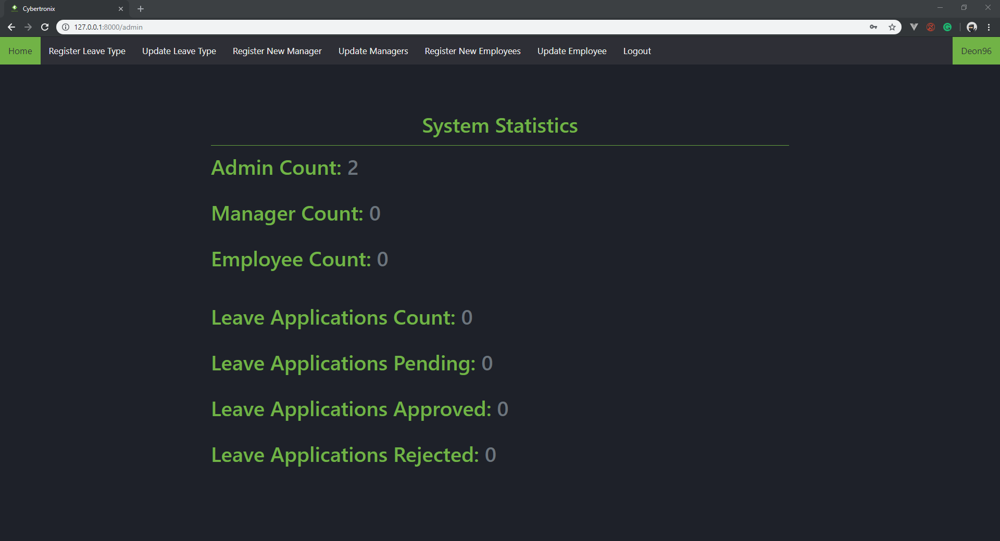 Cybertronix
127.0.0.1:8000/admin
Home Register Leave Type Update Leave Type Register New Manager Update Managers Register New Employees Update Employee Logout Deon96
System Statistics
Admin Count: 2
Manager Count: 0
Employee Count: 0
Leave Applications Count: 0
Leave Applications Pending: 0
Leave Applications Approved: 0
Leave Applications Rejected: 0